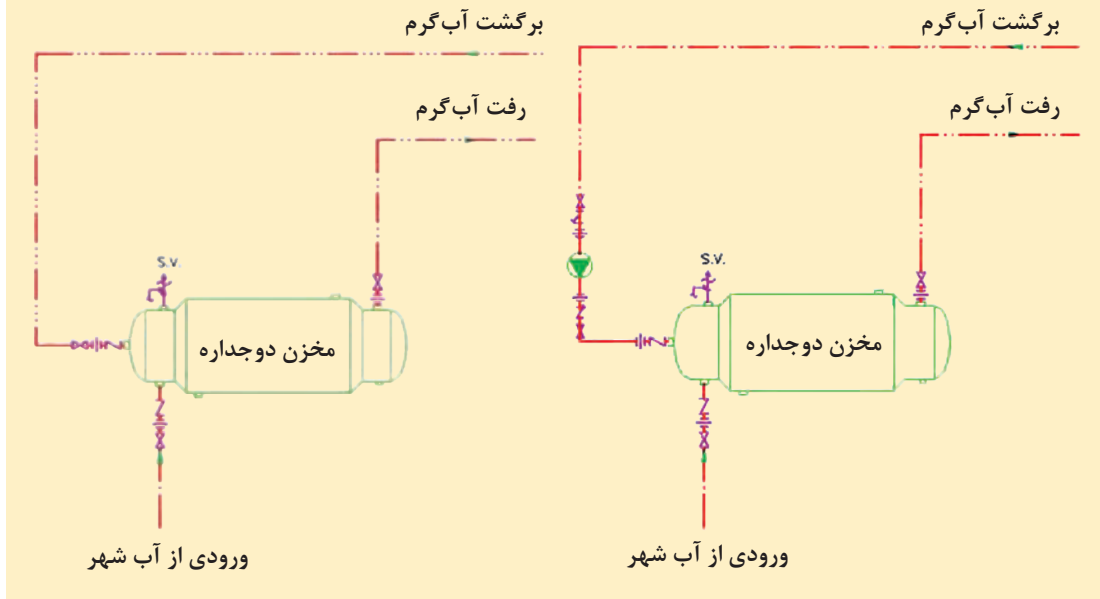 برگشت آب‌گرم
برگشت آب‌گرم
رفت آب‌گرم
رفت آب‌گرم
S.V.
S.V.
مخزن دوجداره
مخزن دوجداره
ورودی از آب شهر
ورودی از آب شهر